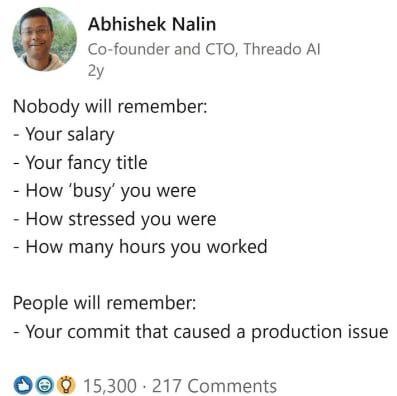 Abhishek Nalin
Co-founder and CTO, Threado AI
2y
Nobody will remember:
- Your salary
- Your fancy title
- How ‘busy’ you were
- How stressed you were
- How many hours you worked
People will remember:
- Your commit that caused a production issue
15,300 · 217 Comments